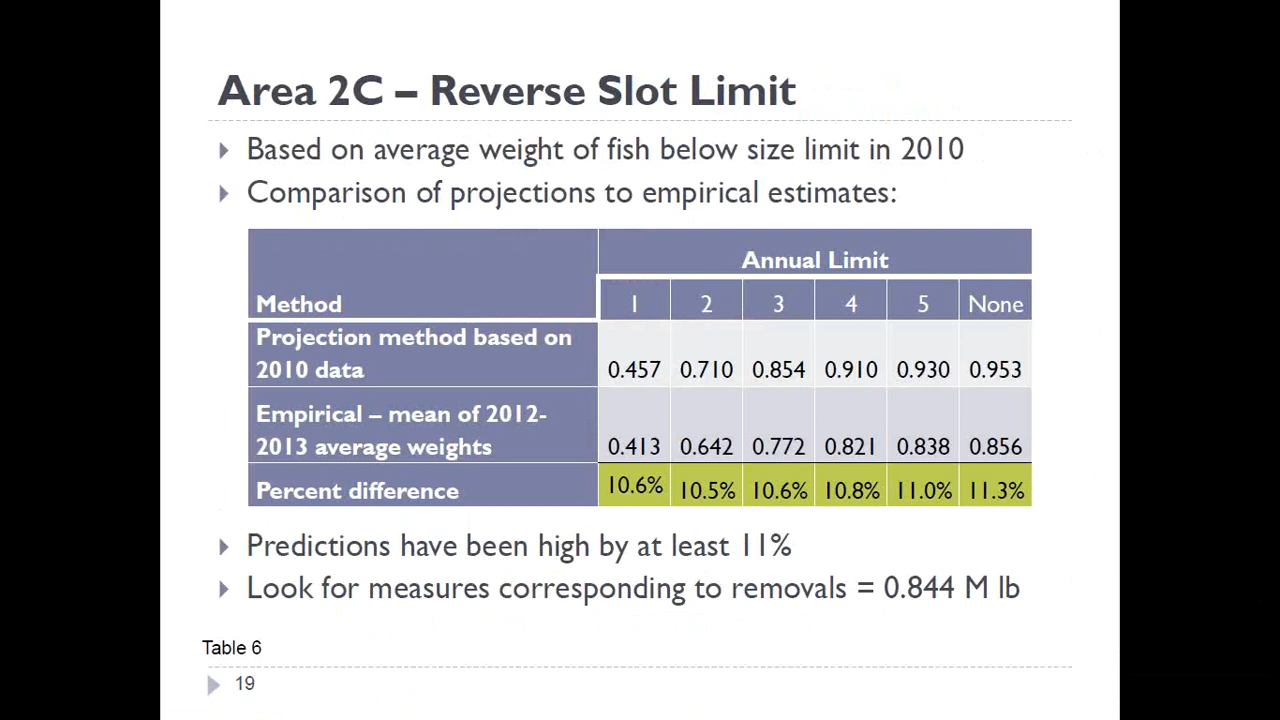 Area 2C – Reverse Slot Limit
Based on average weight of fish below size limit in 2010
Comparison of projections to empirical estimates:
Annual Limit
Method 1 2 3 4 5 None
Projection method based on
2010 data 0.457 0.710 0.854 0.910 0.930 0.953
Empirical – mean of 2012-
2013 average weights 0.413 0.642 0.772 0.821 0.838 0.856
Percent difference 10.6% 10.5% 10.6% 10.8% 11.0% 11.3%
Predictions have been high by at least 11%
Look for measures corresponding to removals = 0.844 M lb
Table 6
19